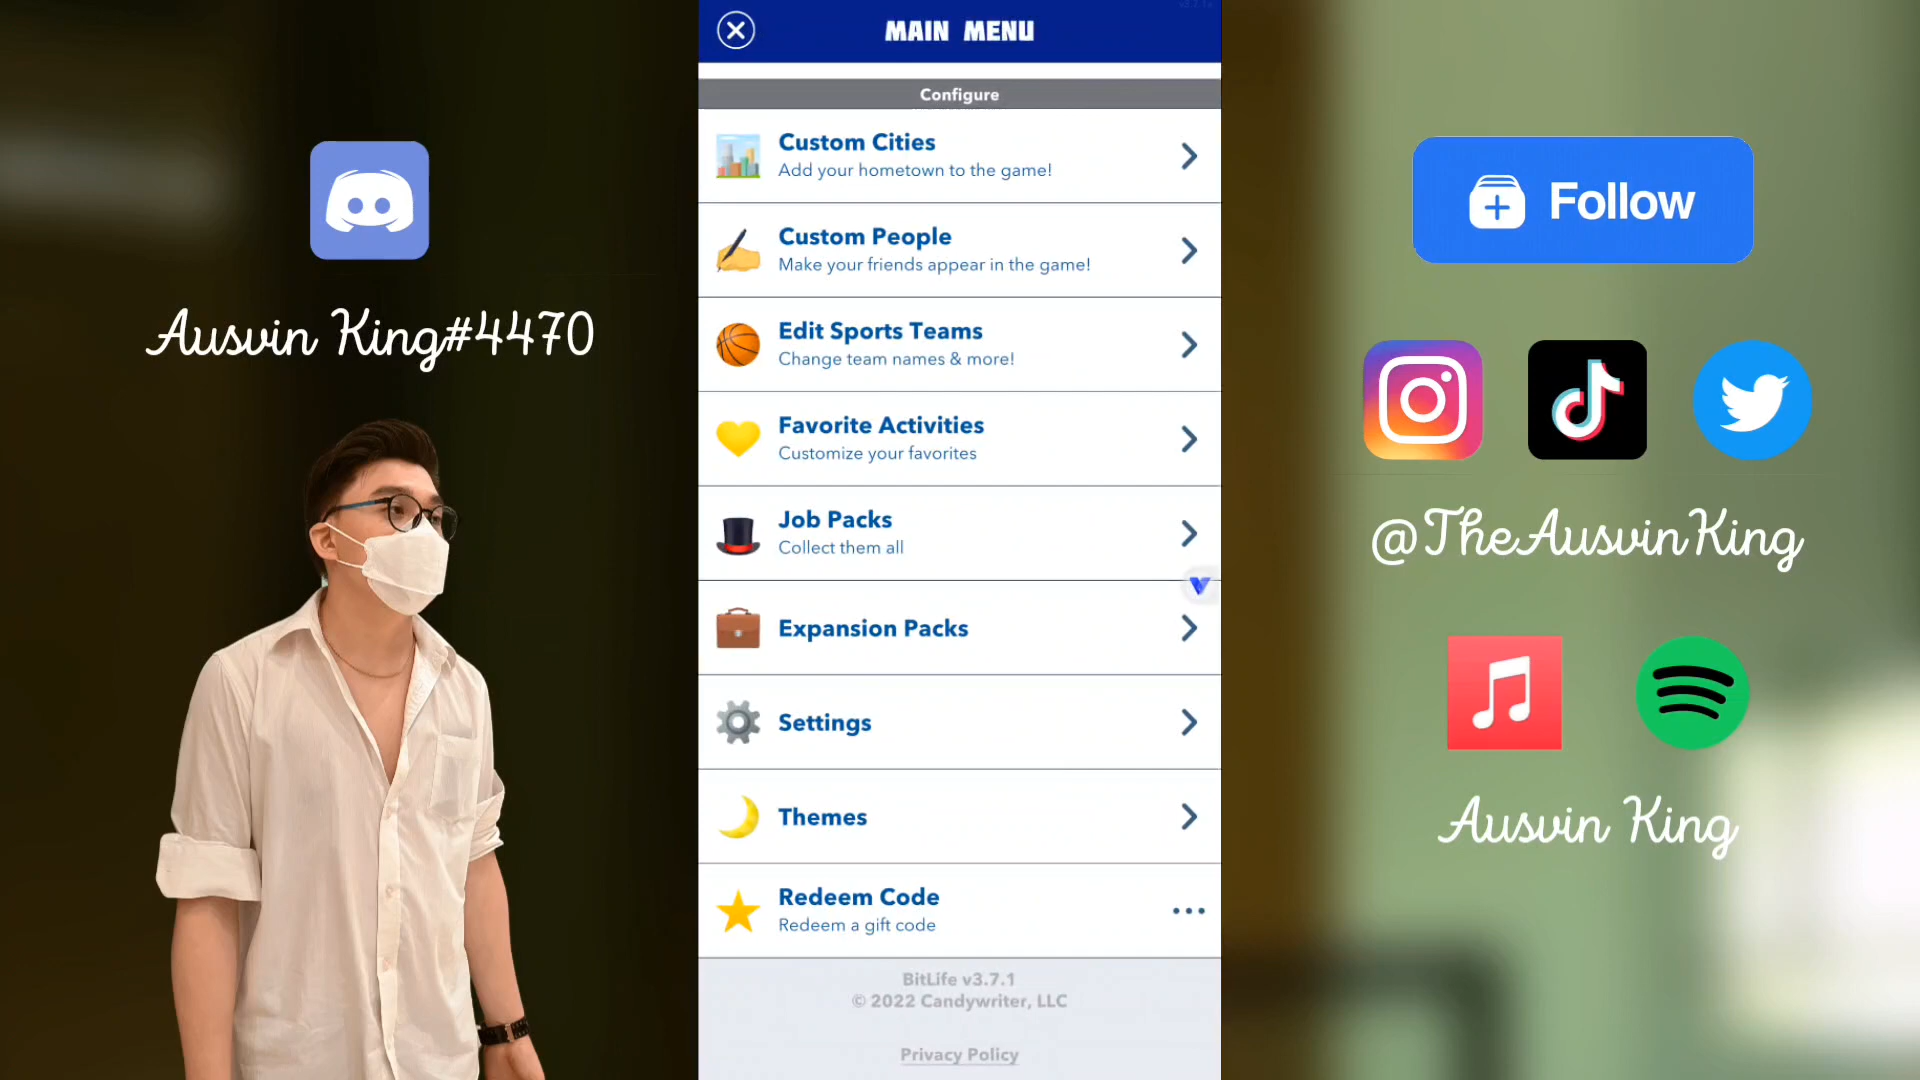 MAIN MENU
Configure
Custom Cities
Add your hometown to the game!
Custom People
Make your friends appear in the game!
Edit Sports Teams
Change team names & more!
Favorite Activities
Customize your favorites
Job Packs
Collect them all
Expansion Packs
Settings
Themes
Redeem Code
Redeem a gift code
BitLife v3.7.1
© 2022 Candywriter, LLC
Privacy Policy
Ausvin King#4470
Follow
@TheAusvinKing
Ausvin King